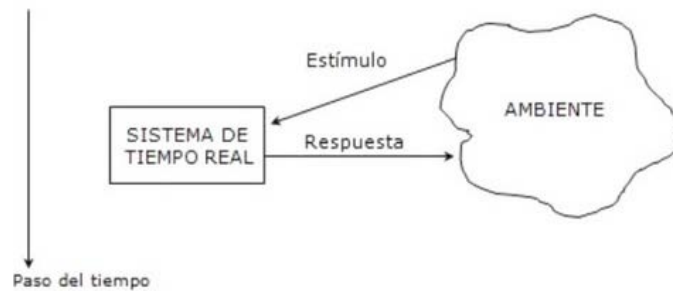 Estímulo
AMBIENTE
SISTEMA DE
TIEMPO REAL
Respuesta
Paso del tiempo